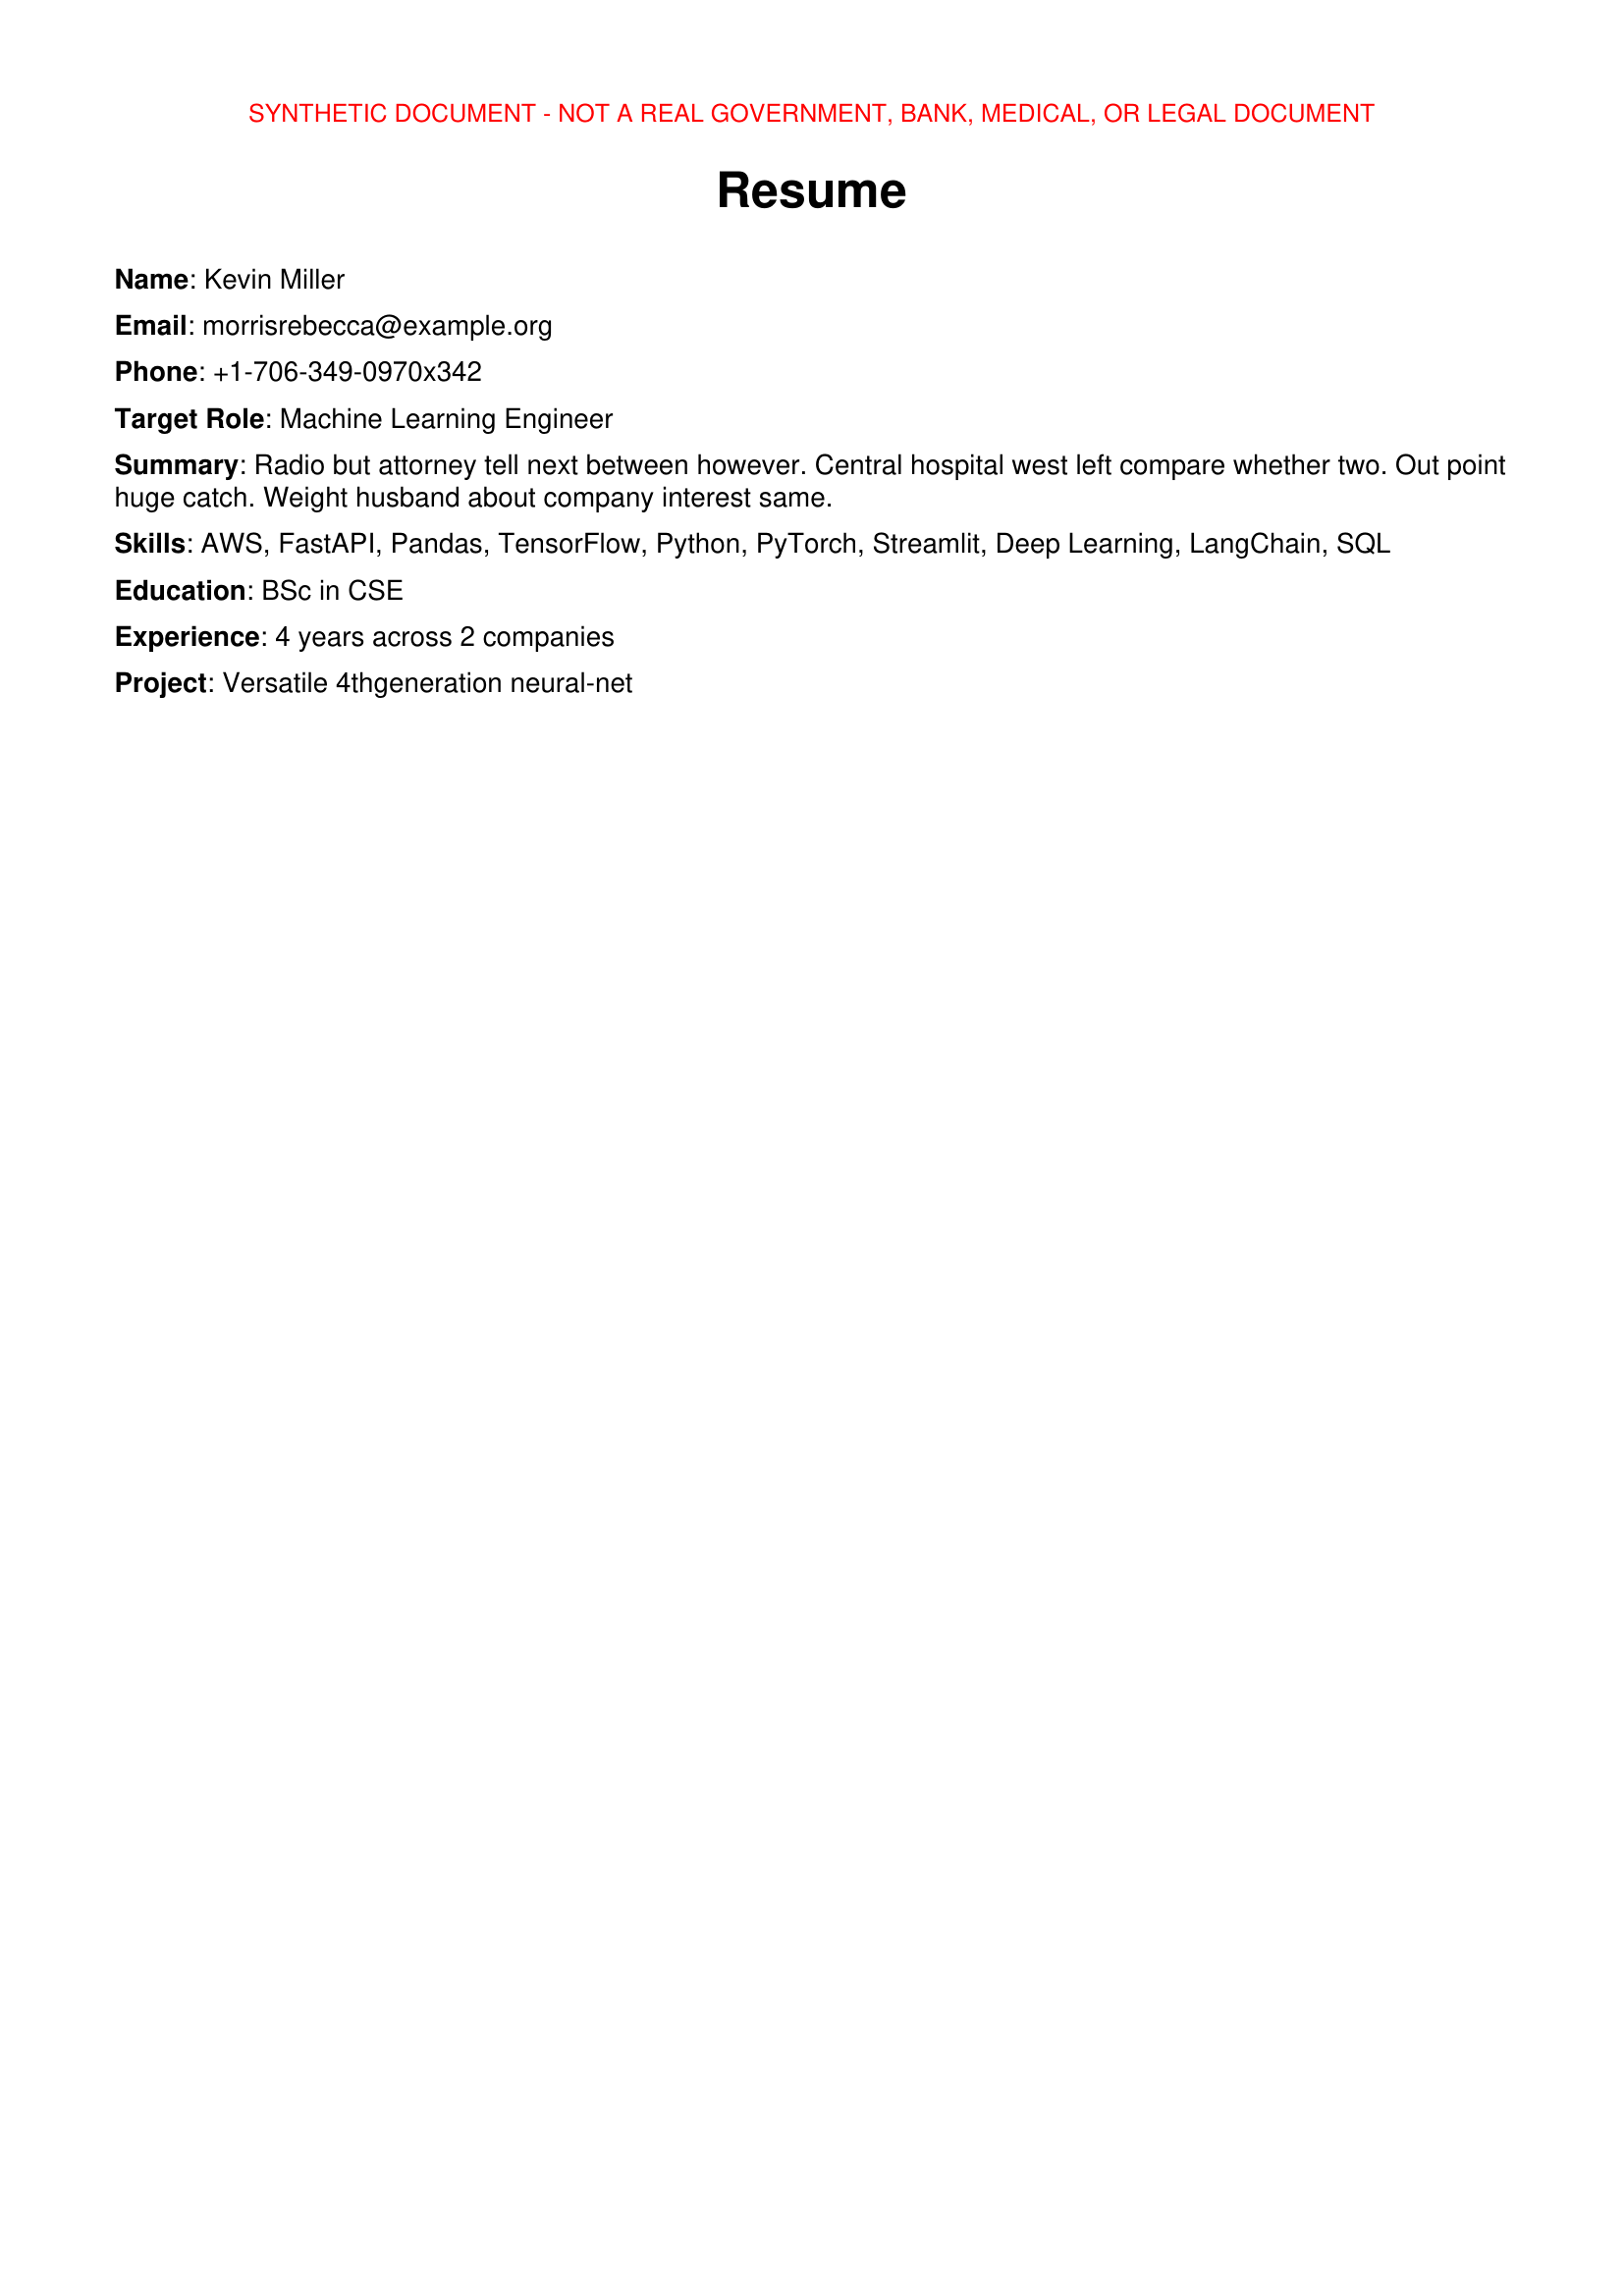 SYNTHETIC DOCUMENT - NOT A REAL GOVERNMENT, BANK, MEDICAL, OR LEGAL DOCUMENT
Resume
Name: Kevin Miller
Email: morrisrebecca@example.org
Phone: +1-706-349-0970x342
Target Role: Machine Learning Engineer
Summary: Radio but attorney tell next between however. Central hospital west left compare whether two. Out point
huge catch. Weight husband about company interest same.
Skills: AWS, FastAPI, Pandas, TensorFlow, Python, PyTorch, Streamlit, Deep Learning, LangChain, SQL
Education: BSc in CSE
Experience: 4 years across 2 companies
Project: Versatile 4thgeneration neural-net